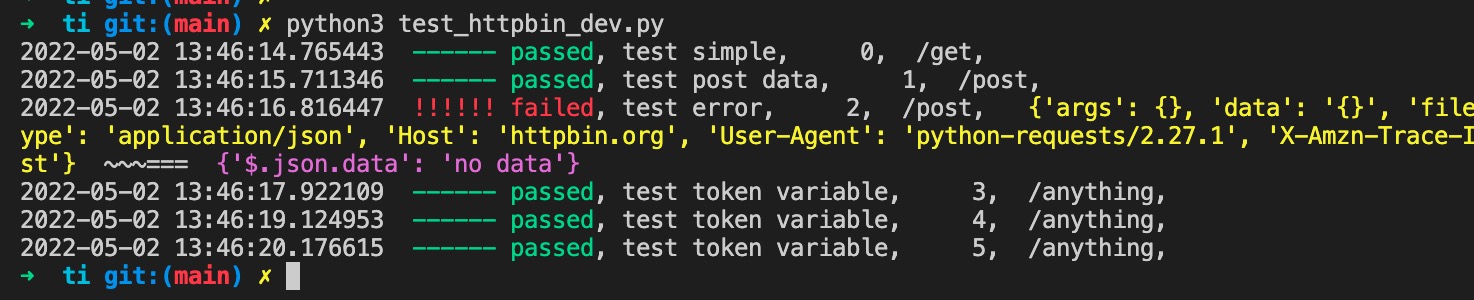 → ti git:(main) ✗ python3 test_httpbin_dev.py
2022-05-02 13:46:14.765443 ------ passed, test simple, 0, /get,
2022-05-02 13:46:15.711346 ------ passed, test post data, 1, /post,
2022-05-02 13:46:16.816447 !!!!!! failed, test error, 2, /post, {'args': {}, 'data': '{}', 'file
ype': 'application/json', 'Host': 'httpbin.org', 'User-Agent': 'python-requests/2.27.1', 'X-Amzn-Trace-I
st'} ~~~=== {'$.json.data': 'no data'}
2022-05-02 13:46:17.922109 ------ passed, test token variable, 3, /anything,
2022-05-02 13:46:19.124953 ------ passed, test token variable, 4, /anything,
2022-05-02 13:46:20.176615 ------ passed, test token variable, 5, /anything,
→ ti git:(main) ✗